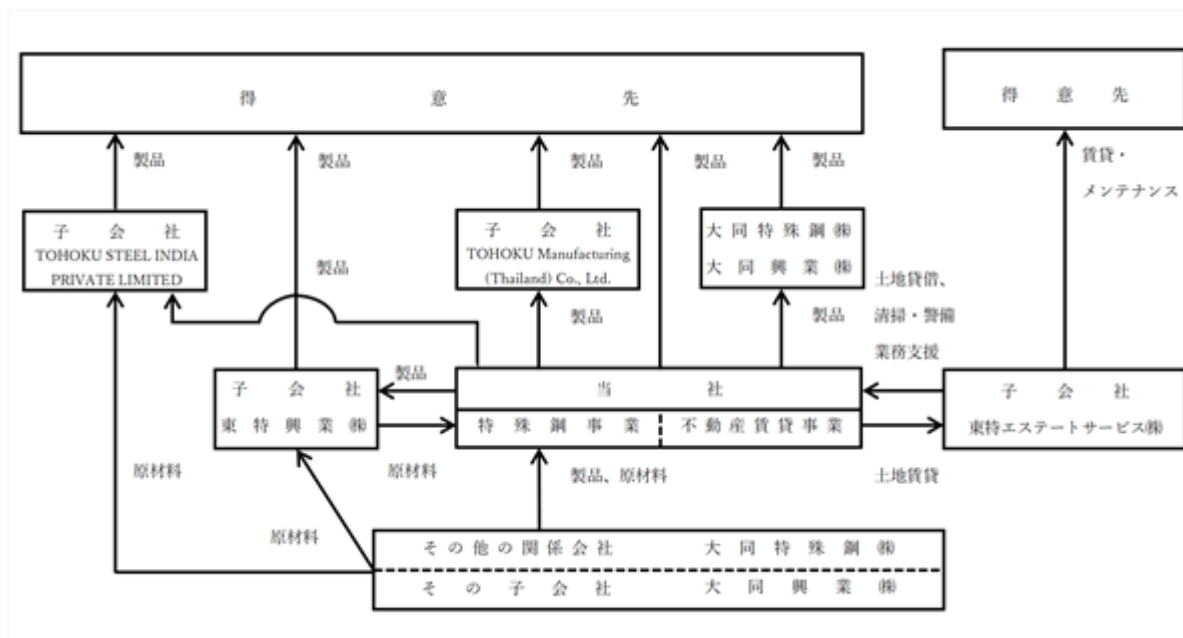 得意先
得意先
製品
製品
製品
製品
製品
賃貸・
メンテナンス
子会社
TOHOKU STEEL INDIA
PRIVATE LIMITED
子会社
TOHOKU Manufacturing
(Thailand) Co., Ltd.
大同特殊鋼㈱
大同興業㈱
製品
製品
製品
土地賃借、
清掃・警備
業務支援
製品
子会社
東特興業㈱
当社
特殊鋼事業
不動産賃貸事業
子会社
東特エステートサービス㈱
原材料
原材料
製品、原材料
土地賃貸
原材料
その他の関係会社 大同特殊鋼㈱
その子会社 大同興業㈱